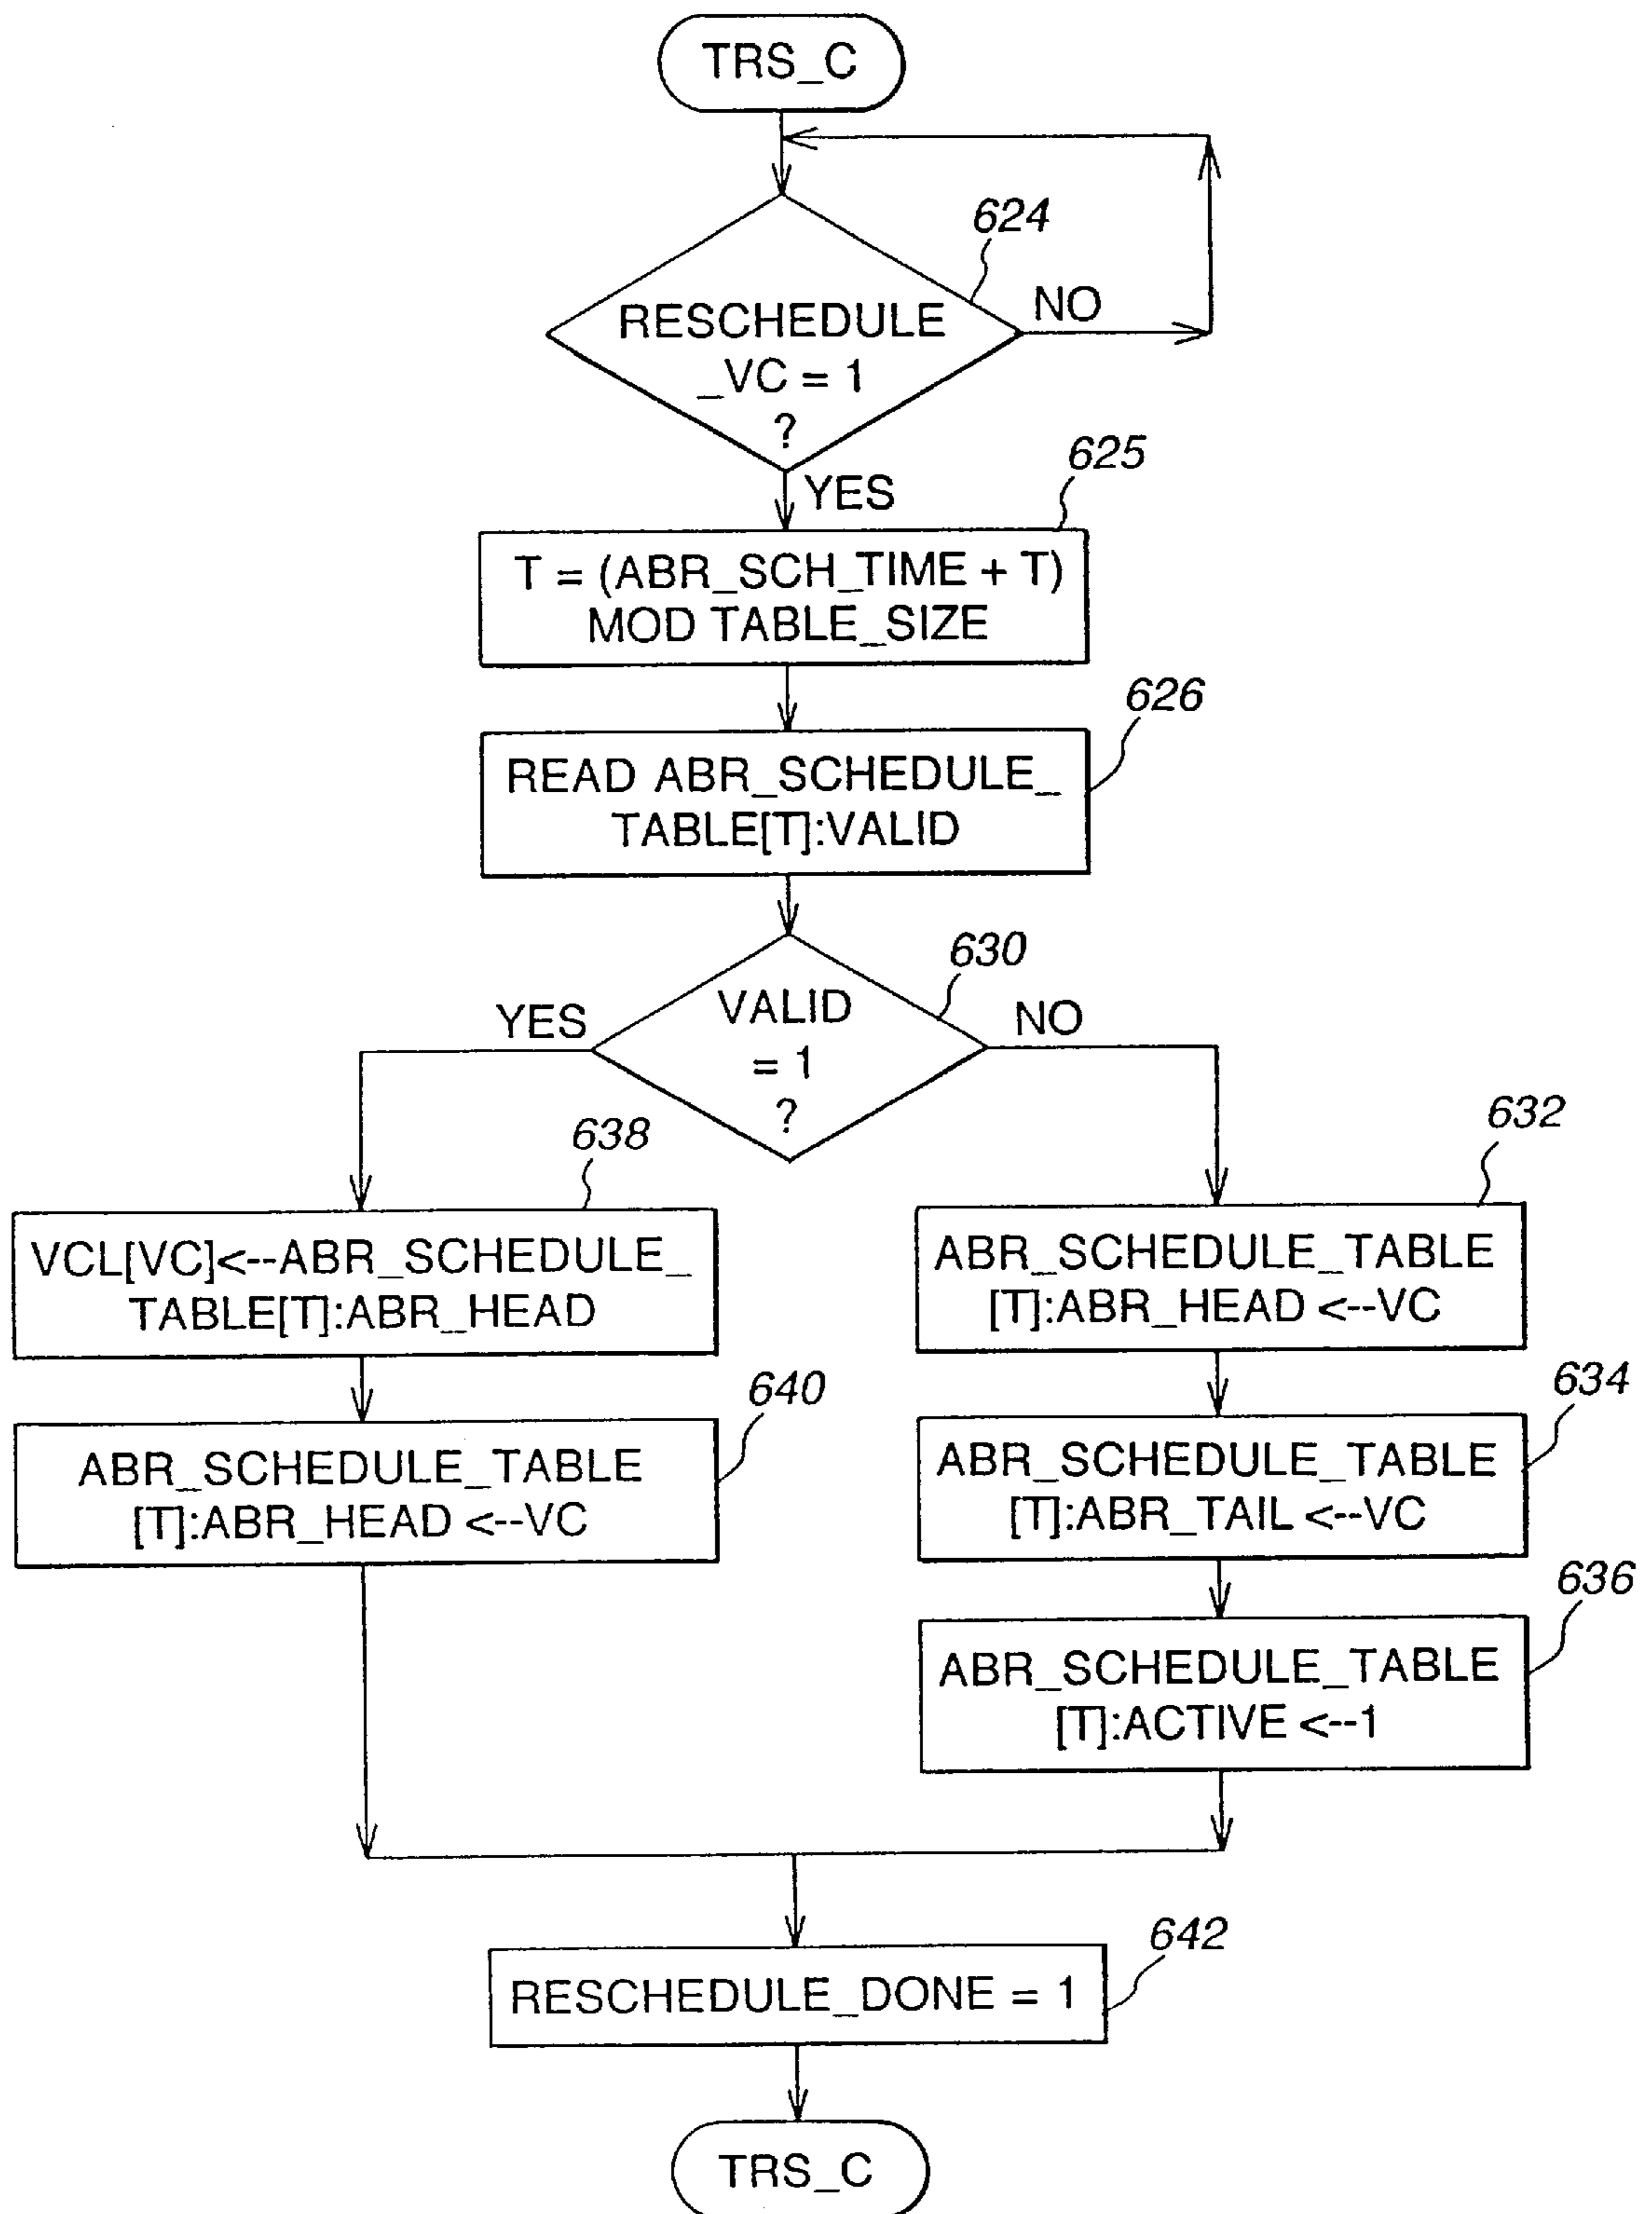 TRS_C
624
RESCHEDULE
_VC = 1
?
NO
YES
625
T = (ABR_SCH_TIME + T)
MOD TABLE_SIZE
626
READ ABR_SCHEDULE_
TABLE[T]:VALID
630
VALID
= 1
?
YES
NO
638
VCL[VC]<--ABR_SCHEDULE_
TABLE[T]:ABR_HEAD
640
ABR_SCHEDULE_TABLE
[T]:ABR_HEAD <--VC
632
ABR_SCHEDULE_TABLE
[T]:ABR_HEAD <--VC
634
ABR_SCHEDULE_TABLE
[T]:ABR_TAIL <--VC
636
ABR_SCHEDULE_TABLE
[T]:ACTIVE <--1
642
RESCHEDULE_DONE = 1
TRS_C